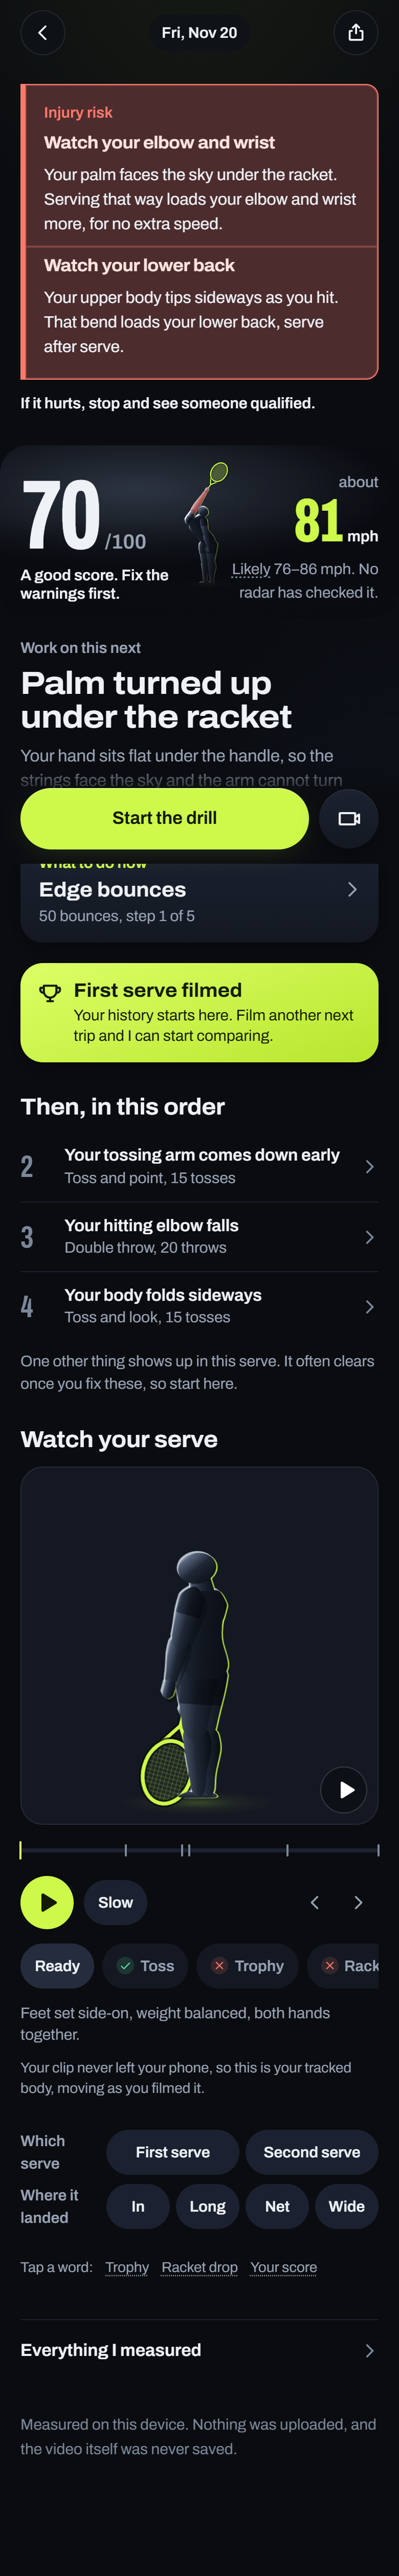 Fri, Nov 20
Injury risk
Watch your elbow and wrist
Your palm faces the sky under the racket.
Serving that way loads your elbow and wrist
more, for no extra speed.
Watch your lower back
Your upper body tips sideways as you hit.
That bend loads your lower back, serve
after serve.
If it hurts, stop and see someone qualified.
70 /100
A good score. Fix the
warnings first.
about
81 mph
Likely 76–86 mph. No
radar has checked it.
Work on this next
Palm turned up
under the racket
Your hand sits flat under the handle, so the
strings face the sky and the arm cannot turn
Start the drill
What to do now
Edge bounces
50 bounces, step 1 of 5
First serve filmed
Your history starts here. Film another next
trip and I can start comparing.
Then, in this order
2
Your tossing arm comes down early
Toss and point, 15 tosses
3
Your hitting elbow falls
Double throw, 20 throws
4
Your body folds sideways
Toss and look, 15 tosses
One other thing shows up in this serve. It often clears
once you fix these, so start here.
Watch your serve
Slow
Ready Toss Trophy Rack
Feet set side-on, weight balanced, both hands
together.
Your clip never left your phone, so this is your tracked
body, moving as you filmed it.
Which
serve
First serve Second serve
Where it
landed
In Long Net Wide
Tap a word: Trophy Racket drop Your score
Everything I measured
Measured on this device. Nothing was uploaded, and
the video itself was never saved.